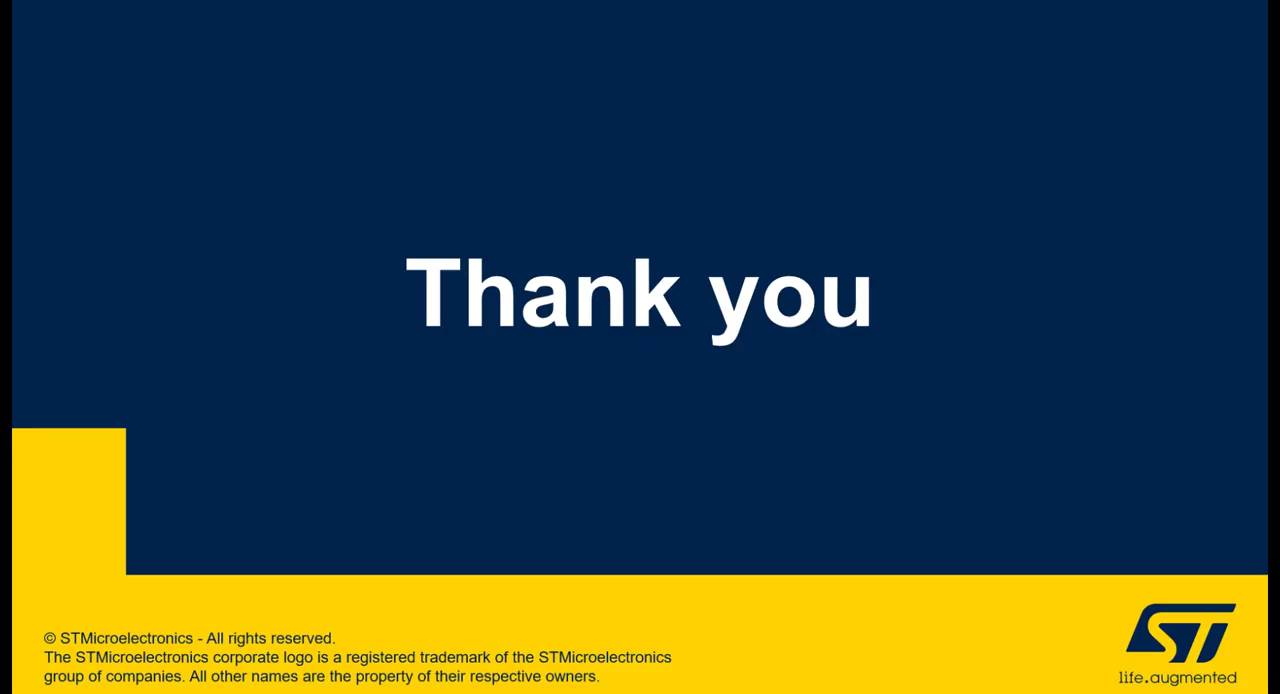 Thank you
© STMicroelectronics - All rights reserved.
The STMicroelectronics corporate logo is a registered trademark of the STMicroelectronics
group of companies. All other names are the property of their respective owners.
ST
life.augmented